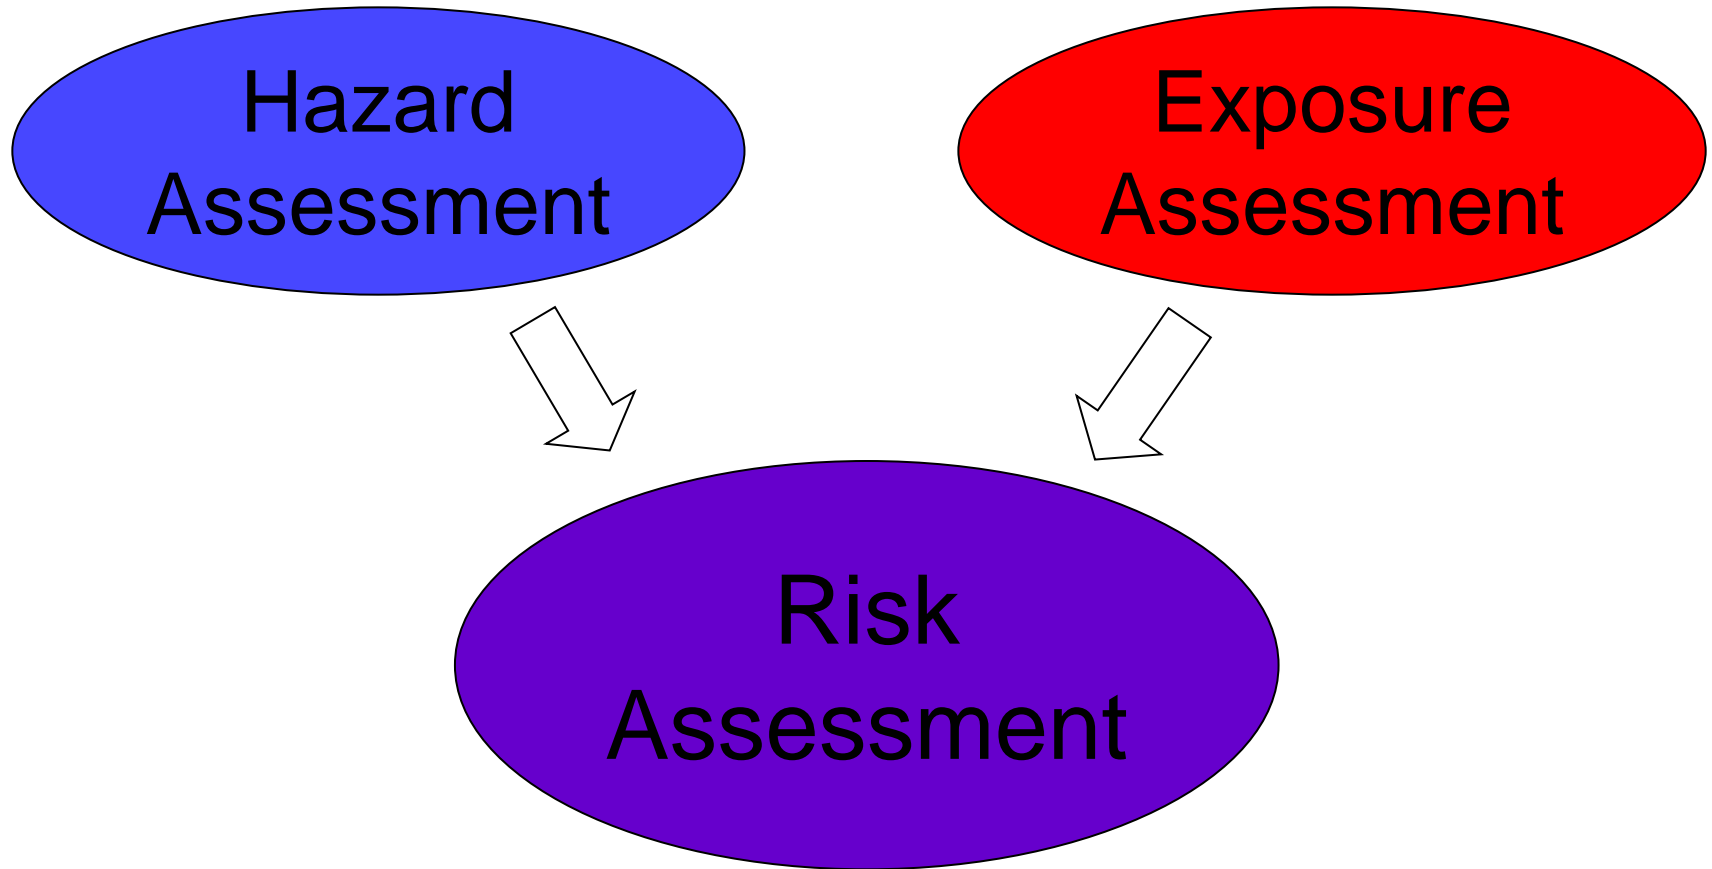 Hazard
Assessment
Exposure
Assessment
Risk
Assessment